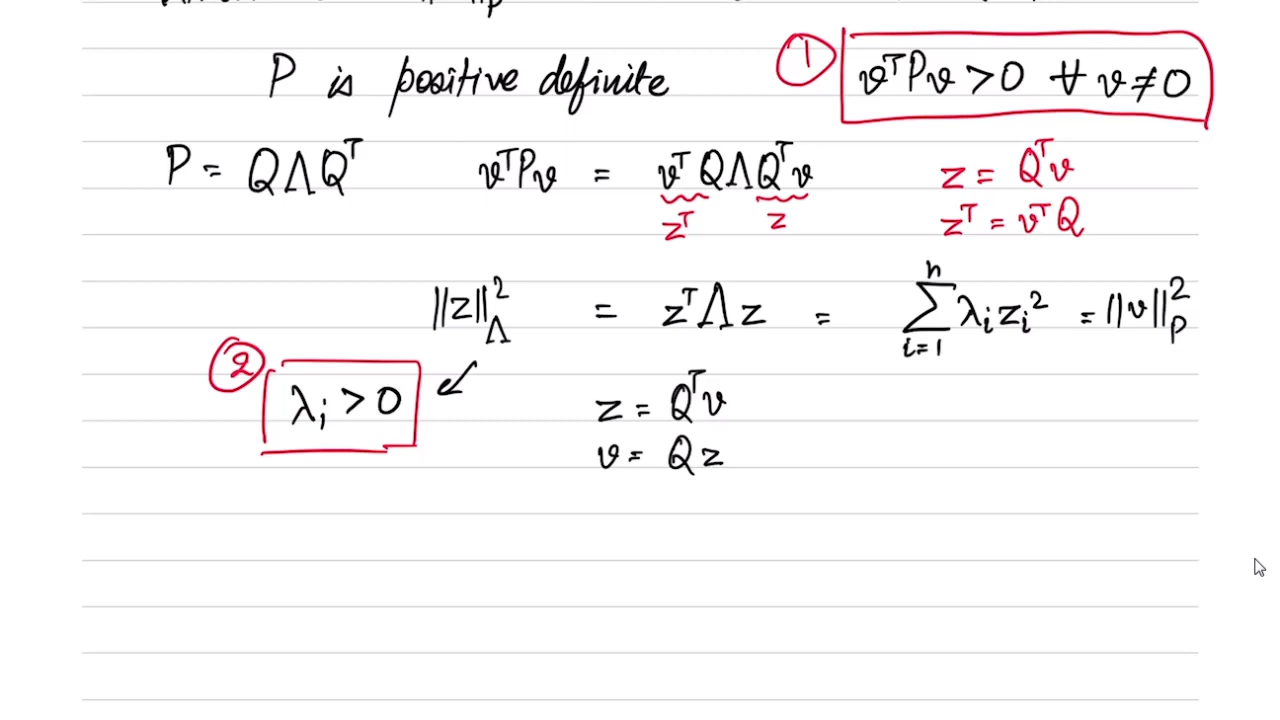 P is positive definite ① vᵀPv > 0 ∀ v ≠ 0
P = QΛQᵀ vᵀPv = vᵀQΛQᵀv z = Qᵀv
zᵀ z zᵀ = vᵀQ
‖z‖²_Λ = zᵀΛz = ∑_{i=1}^{n} λᵢzᵢ² = ‖v‖²_P
② λᵢ > 0 ↙ z = Qᵀv
v = Qz